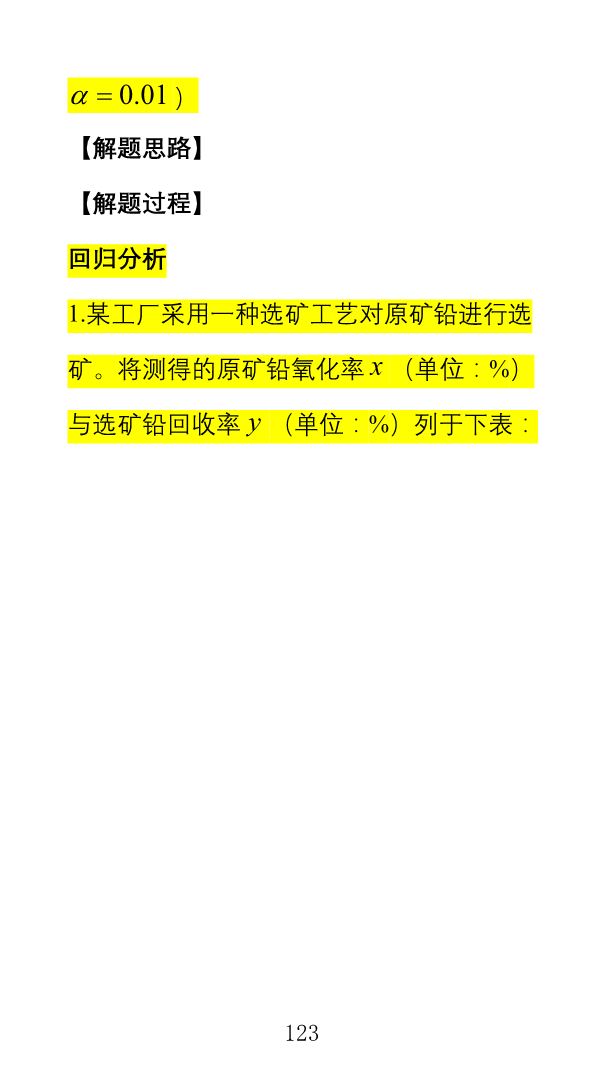 α = 0.01）
【解题思路】
【解题过程】
回归分析
1.某工厂采用一种选矿工艺对原矿铅进行选
矿。将测得的原矿铅氧化率 x （单位：%）
与选矿铅回收率 y （单位：%）列于下表：
123